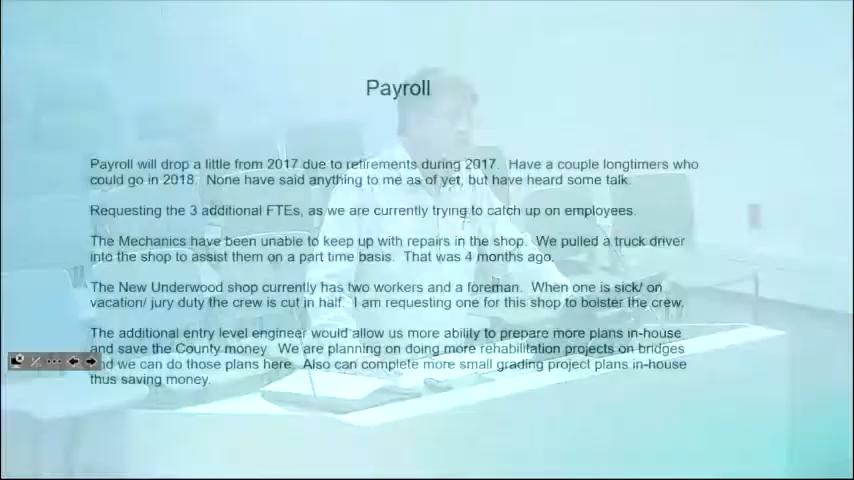 Payroll
Payroll will drop a little from 2017 due to retirements during 2017. Have a couple longtimers who
could go in 2018. None have said anything to me as of yet, but have heard some talk.
Requesting the 3 additional FTEs, as we are currently trying to catch up on employees.
The Mechanics have been unable to keep up with repairs in the shop. We pulled a truck driver
into the shop to assist them on a part time basis. That was 4 months ago.
The New Underwood shop currently has two workers and a foreman. When one is sick/ on
vacation/ jury duty the crew is cut in half. I am requesting one for this shop to bolster the crew.
The additional entry level engineer would allow us more ability to prepare more plans in-house
and save the County money. We are planning on doing more rehabilitation projects on bridges
and we can do those plans here. Also can complete more small grading project plans in-house
thus saving money.